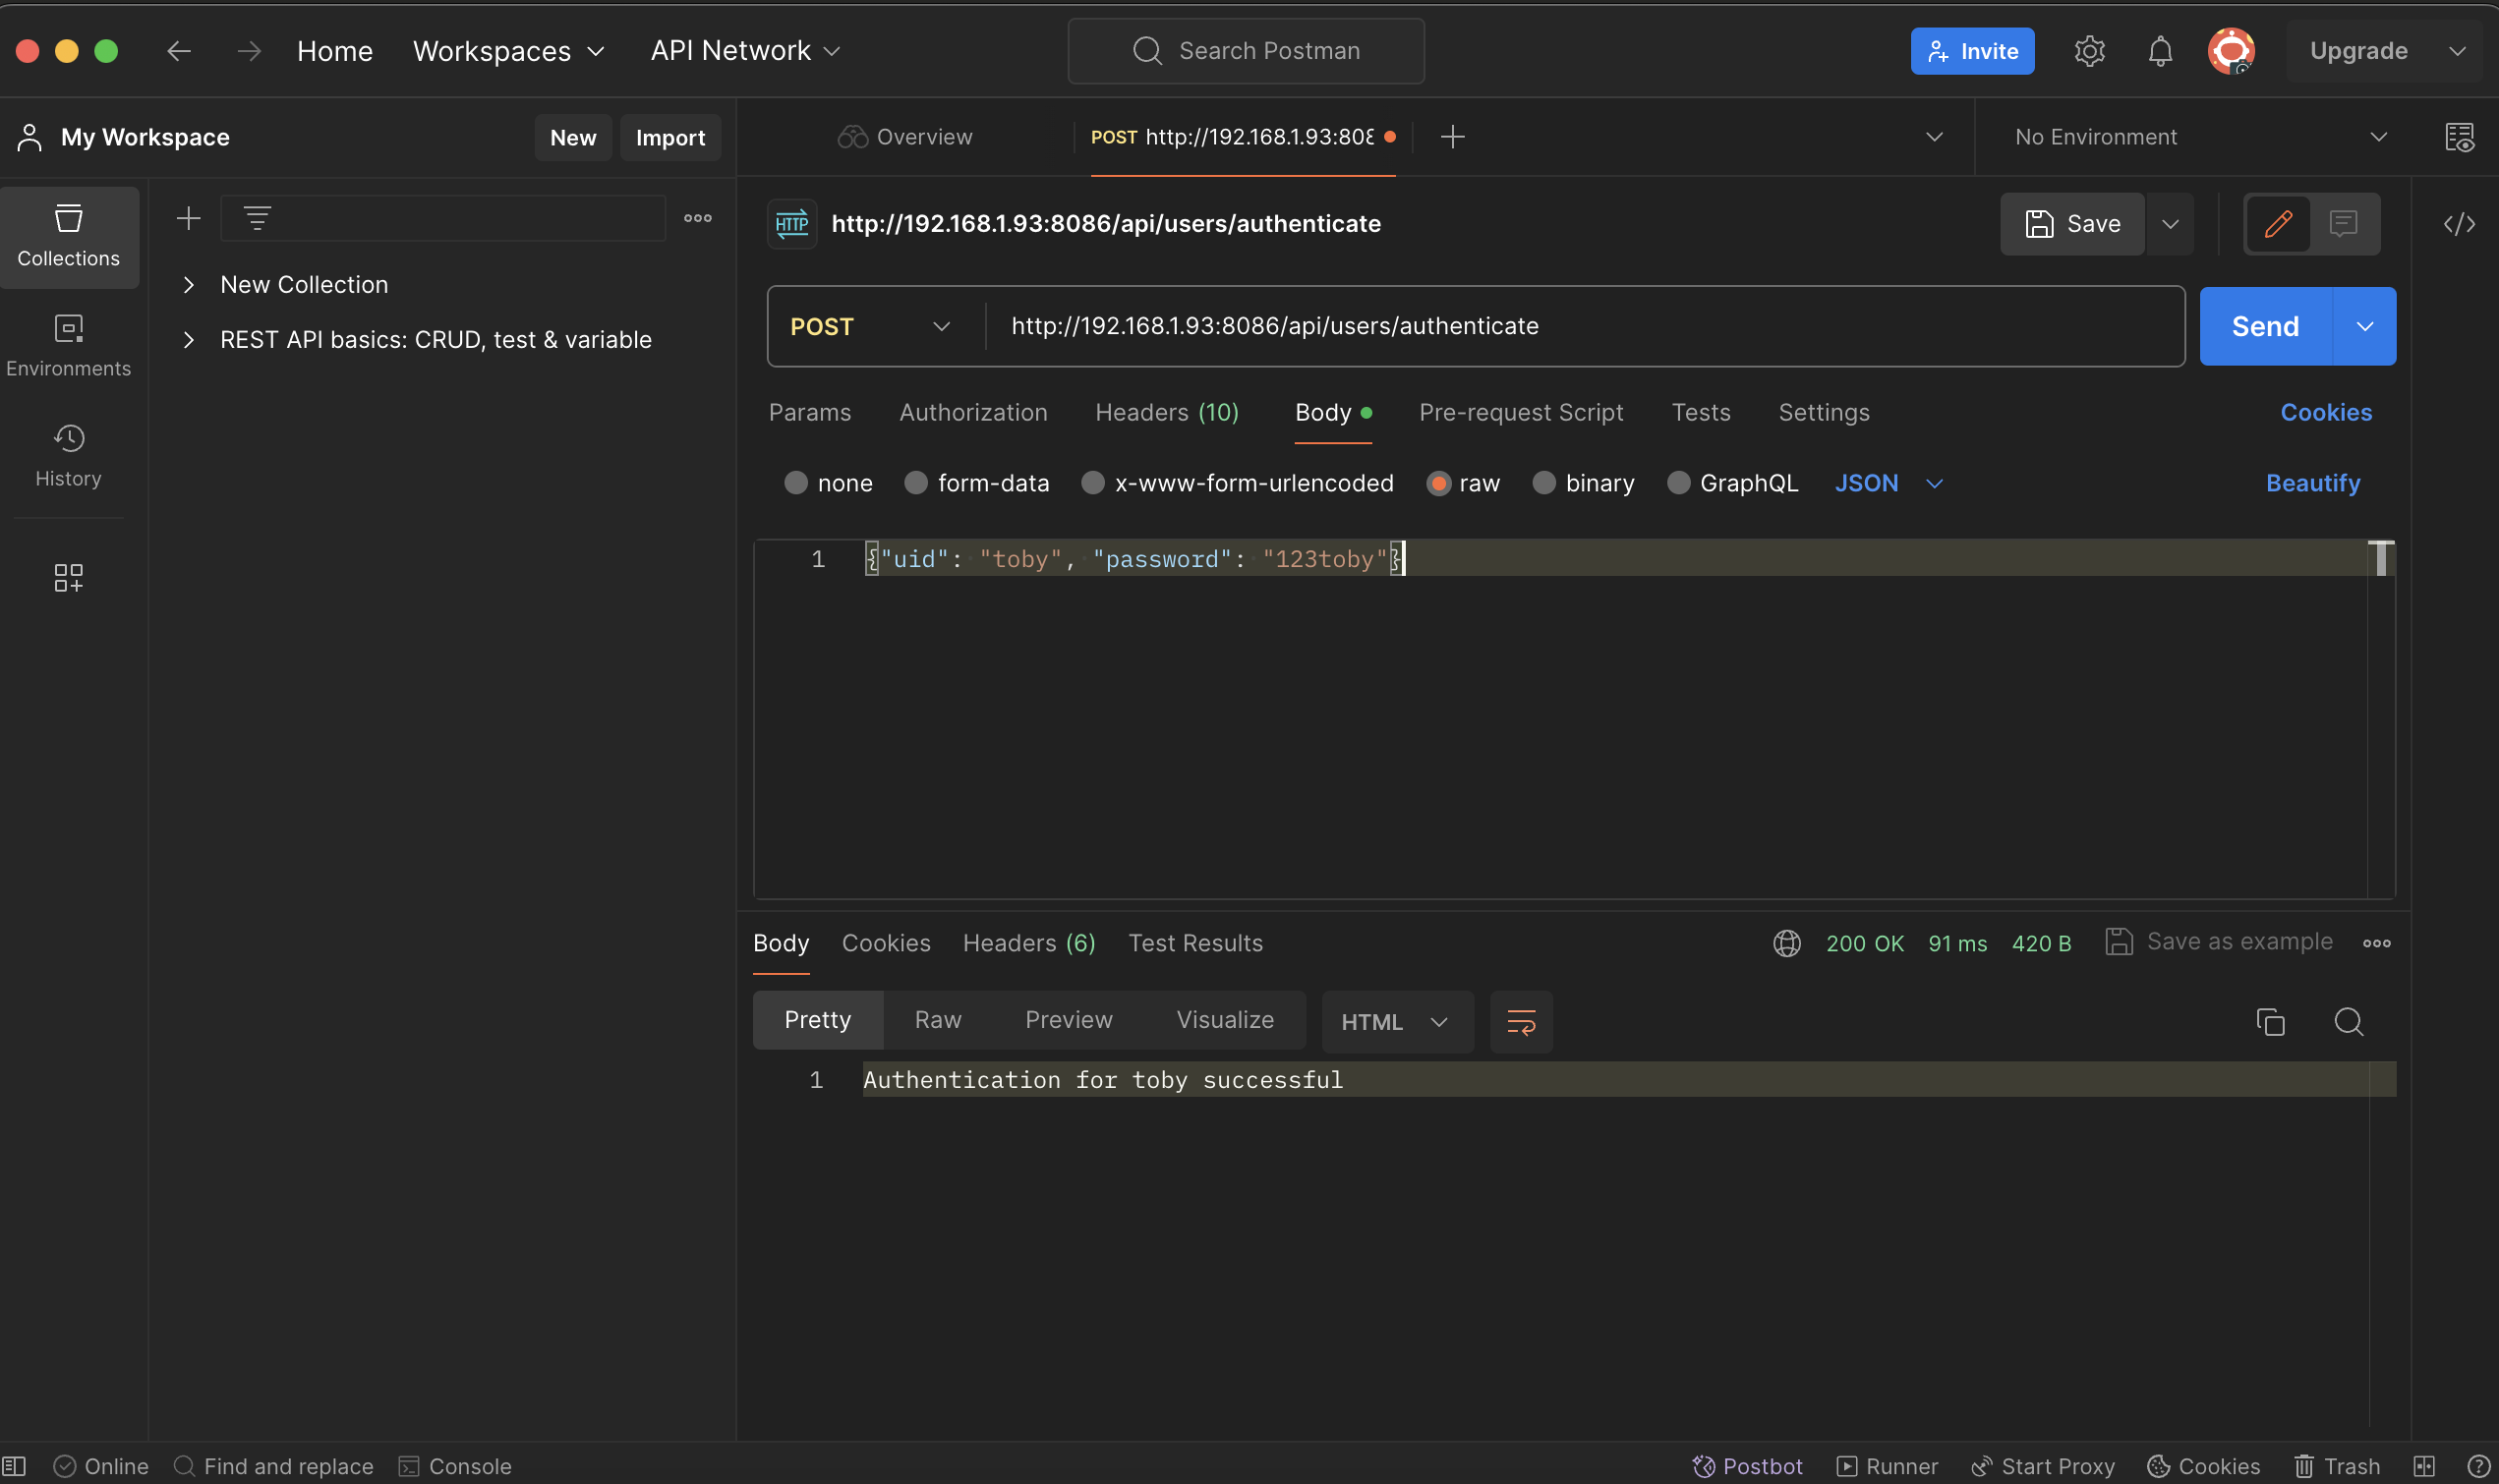 Home Workspaces API Network Search Postman Invite Upgrade
My Workspace New Import
Overview POST http://192.168.1.93:808 No Environment
Collections
Environments
History
New Collection
REST API basics: CRUD, test & variable
HTTP http://192.168.1.93:8086/api/users/authenticate Save
POST http://192.168.1.93:8086/api/users/authenticate Send
Params Authorization Headers (10) Body Pre-request Script Tests Settings Cookies
none form-data x-www-form-urlencoded raw binary GraphQL JSON Beautify
1 {"uid": "toby", "password": "123toby"}
Body Cookies Headers (6) Test Results 200 OK 91 ms 420 B Save as example
Pretty Raw Preview Visualize HTML
1 Authentication for toby successful
Online Find and replace Console Postbot Runner Start Proxy Cookies Trash